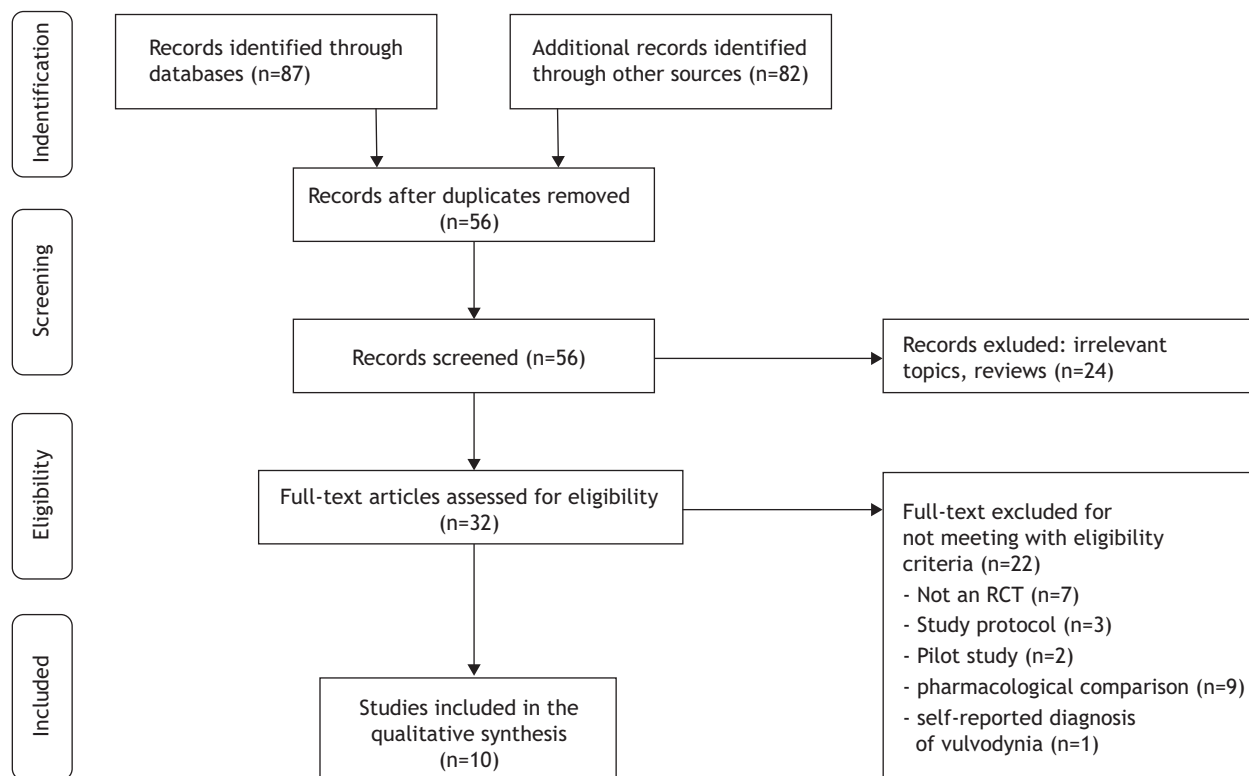 Indentification
Records identified through
databases (n=87)
Additional records identified
through other sources (n=82)
Records after duplicates removed
(n=56)
Screening
Records screened (n=56)
Records exluded: irrelevant
topics, reviews (n=24)
Eligibility
Full-text articles assessed for eligibility
(n=32)
Full-text excluded for
not meeting with eligibility
criteria (n=22)
- Not an RCT (n=7)
- Study protocol (n=3)
- Pilot study (n=2)
- pharmacological comparison (n=9)
- self-reported diagnosis
of vulvodynia (n=1)
Included
Studies included in the
qualitative synthesis
(n=10)